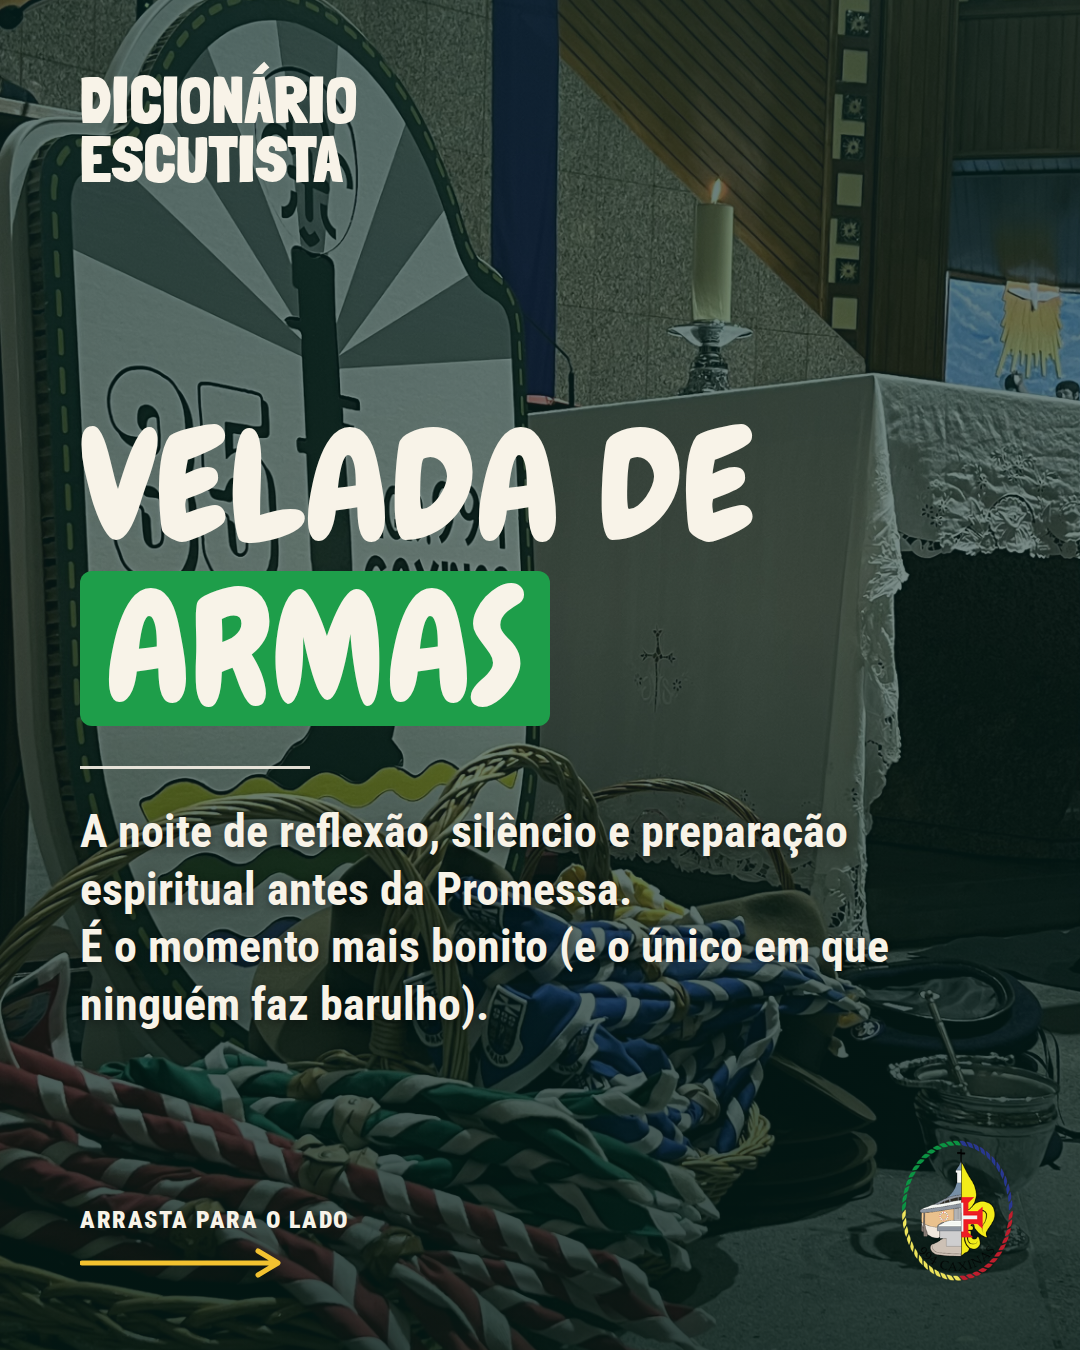 DICIONÁRIO
ESCUTISTA
35
VELADA DE
ARMAS
A noite de reflexão, silêncio e preparação
espiritual antes da Promessa.
É o momento mais bonito (e o único em que
ninguém faz barulho).
ARRASTA PARA O LADO